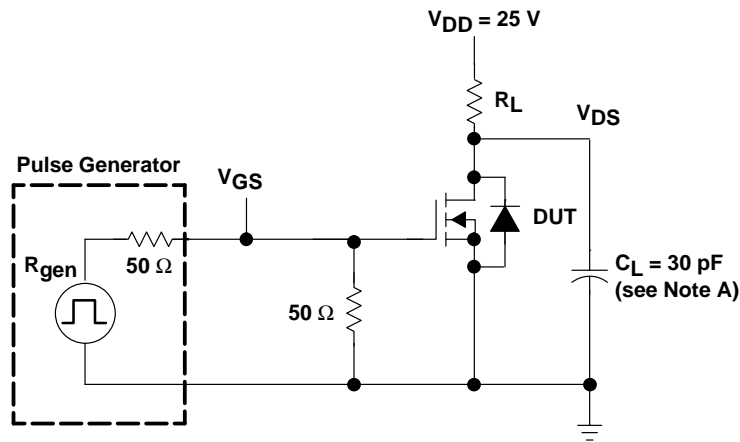 VDD = 25 V
RL
VDS
Pulse Generator
VGS
DUT
Rgen
50 Ω
CL = 30 pF
(see Note A)
50 Ω